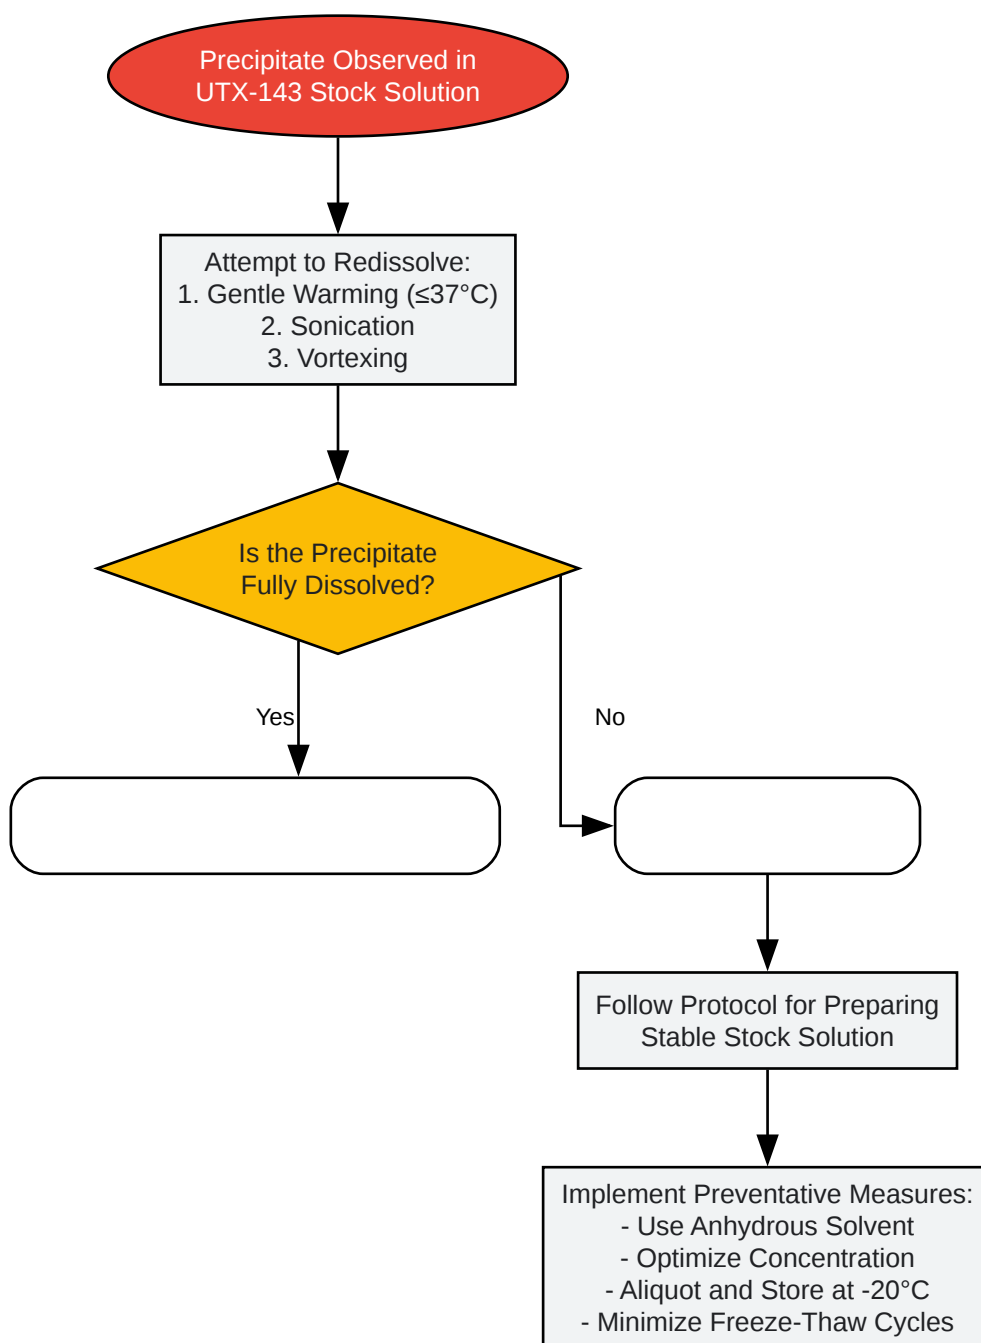 Precipitate Observed in
UTX-143 Stock Solution
Attempt to Redissolve:
1. Gentle Warming (≤37°C)
2. Sonication
3. Vortexing
Is the Precipitate
Fully Dissolved?
Yes
No
Follow Protocol for Preparing
Stable Stock Solution
Implement Preventative Measures:
- Use Anhydrous Solvent
- Optimize Concentration
- Aliquot and Store at -20°C
- Minimize Freeze-Thaw Cycles